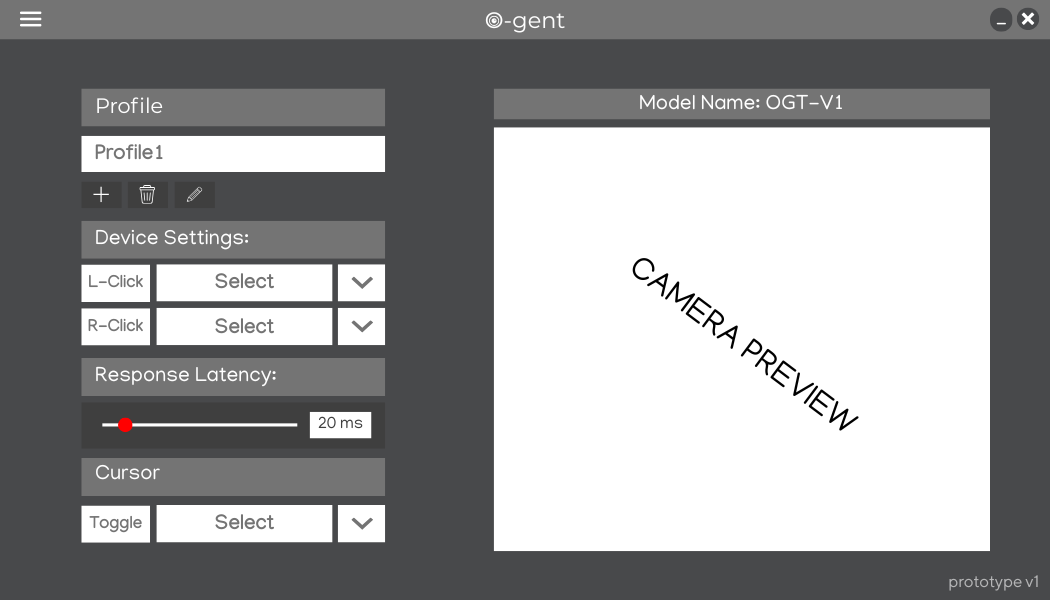 -gent
Profile
Profile1
Device Settings:
L-Click
Select
R-Click
Select
Response Latency:
20 ms
Cursor
Toggle
Select
Model Name: OGT-V1
CAMERA PREVIEW
prototype v1